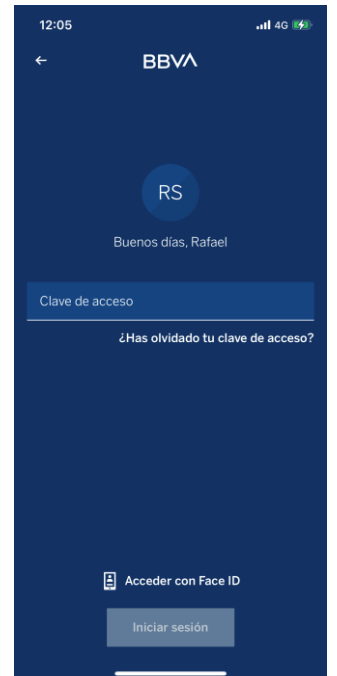 12:05
4G
BBVA
RS
Buenos días, Rafael
Clave de acceso
¿Has olvidado tu clave de acceso?
Acceder con Face ID
Iniciar sesión